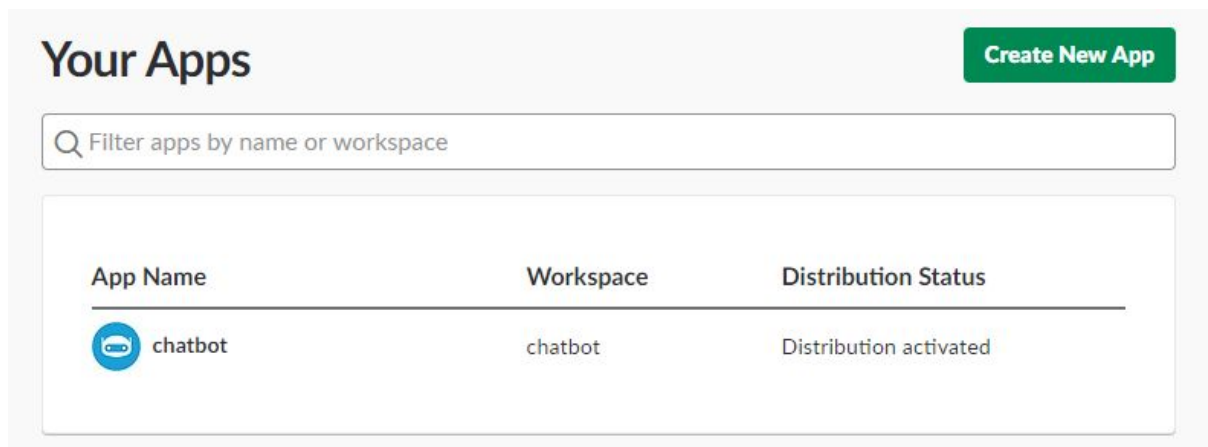 Your Apps
Create New App
Filter apps by name or workspace
App Name Workspace Distribution Status
chatbot chatbot Distribution activated